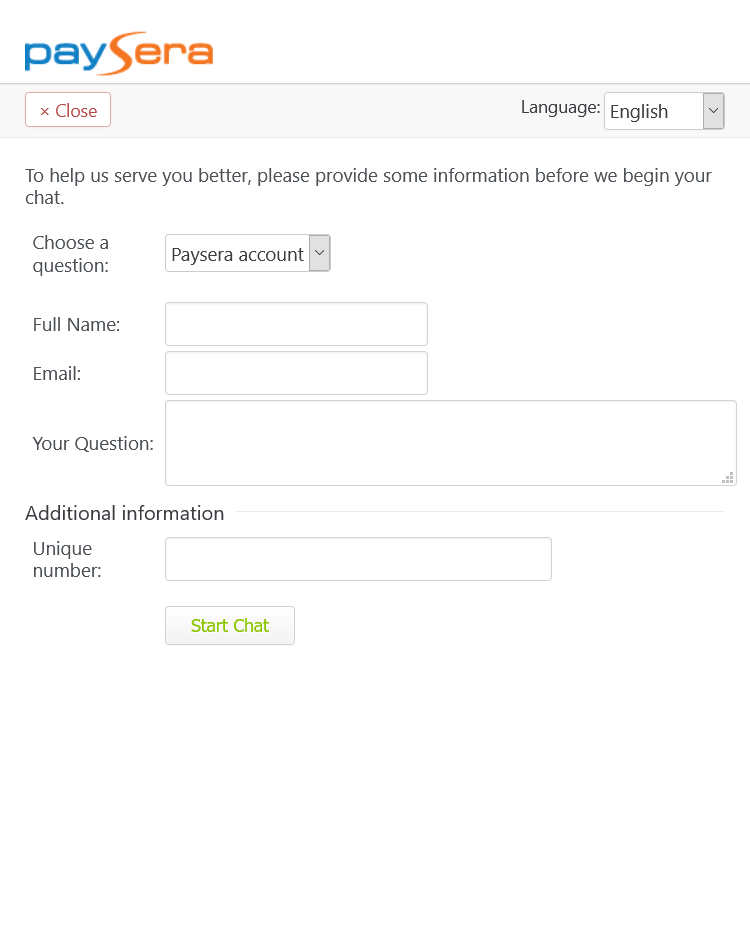 paysera
× Close
Language: English
To help us serve you better, please provide some information before we begin your
chat.
Choose a
question:
Paysera account
Full Name:
Email:
Your Question:
Additional information
Unique
number:
Start Chat